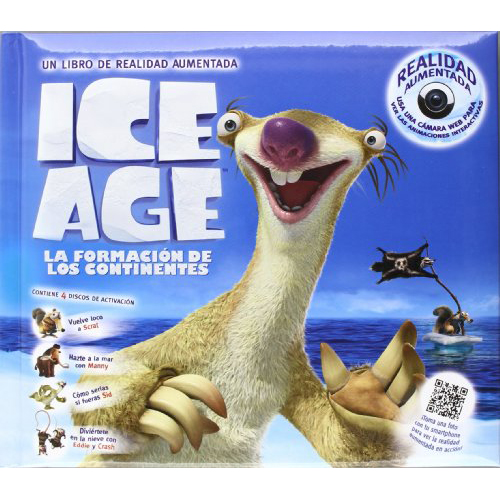 UN LIBRO DE REALIDAD AUMENTADA
ICE
AGE™
LA FORMACIÓN DE
LOS CONTINENTES
REALIDAD
AUMENTADA
USA UNA CÁMARA WEB PARA
VER LAS ANIMACIONES INTERACTIVAS
CONTIENE 4 DISCOS DE ACTIVACIÓN
Vuelve loco
a Scrat
Hazte a la mar
con Manny
Cómo serías
si fueras Sid
Diviértete
en la nieve con
Eddie y Crash
¡Toma una foto
con tu smartphone
para ver la realidad
aumentada en acción!